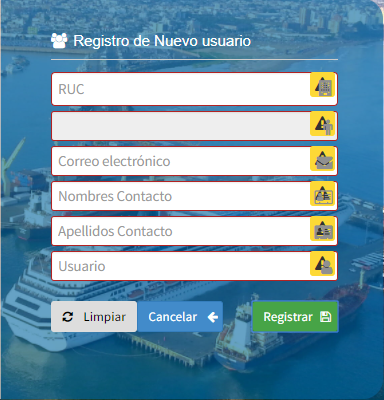 Registro de Nuevo usuario
RUC
Correo electrónico
Nombres Contacto
Apellidos Contacto
Usuario
Limpiar Cancelar Registrar